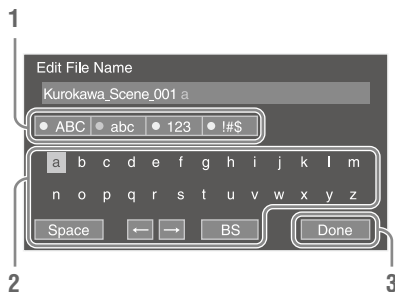 1
Edit File Name
Kurokawa_Scene_001 a
ABC abc 123 !#$
a b c d e f g h i j k l m
n o p q r s t u v w x y z
Space ← → BS Done
2 3